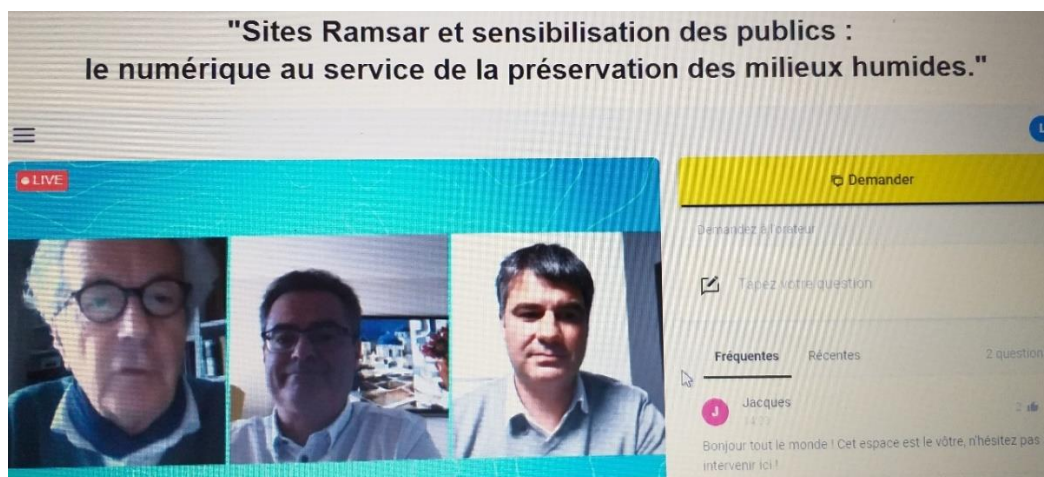 "Sites Ramsar et sensibilisation des publics :
le numérique au service de la préservation des milieux humides."
L
LIVE
Demander
Demandez à l'orateur
Tapez votre question
Fréquentes
Récentes
2 question
J
Jacques
2
Bonjour tout le monde ! Cet espace est le vôtre, n'hésitez pas
intervenir ici !